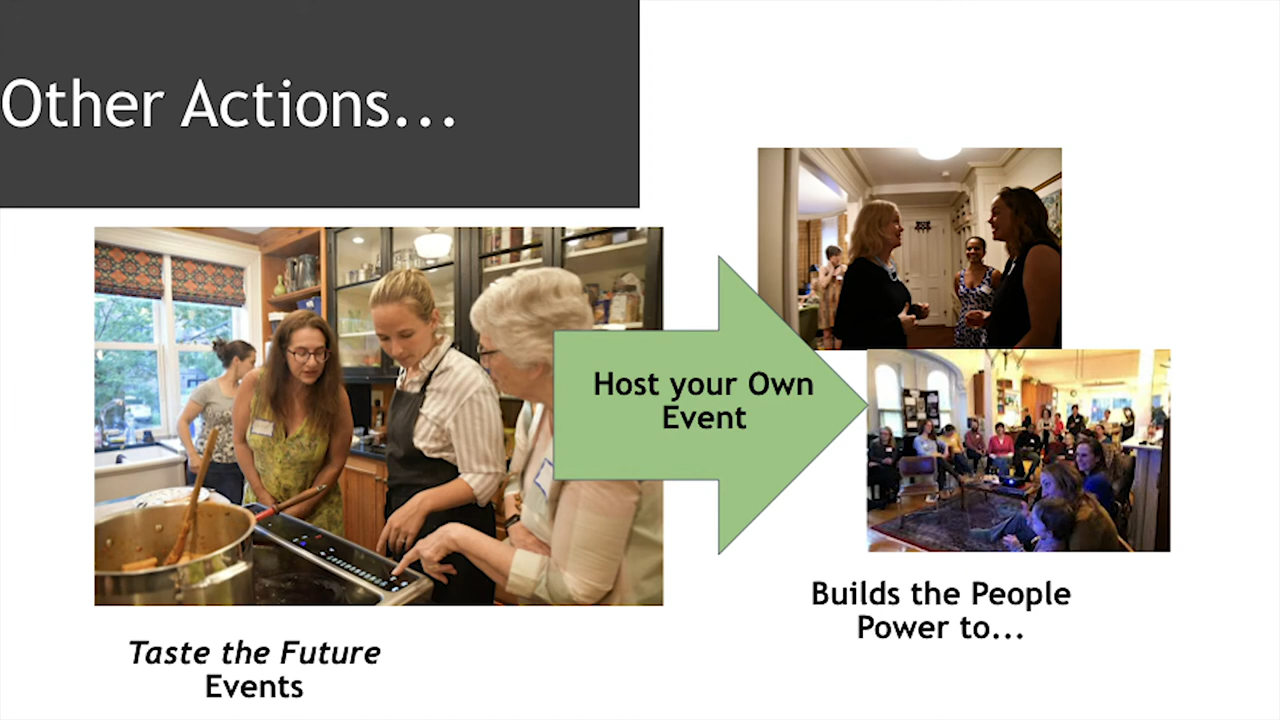 Other Actions...
Host your Own
Event
Builds the People
Power to...
Taste the Future
Events